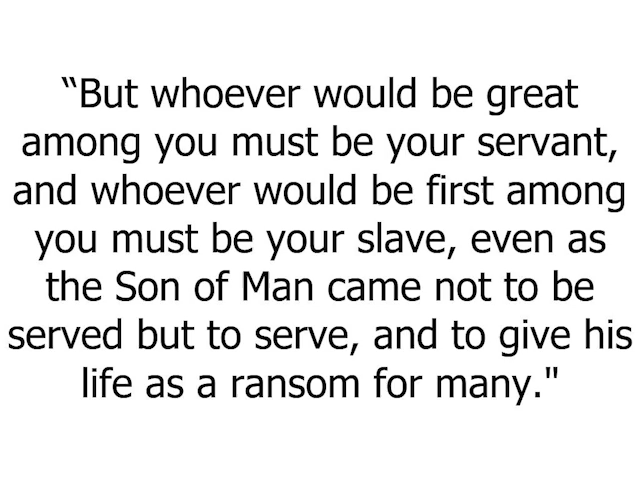 “But whoever would be great
among you must be your servant,
and whoever would be first among
you must be your slave, even as
the Son of Man came not to be
served but to serve, and to give his
life as a ransom for many."